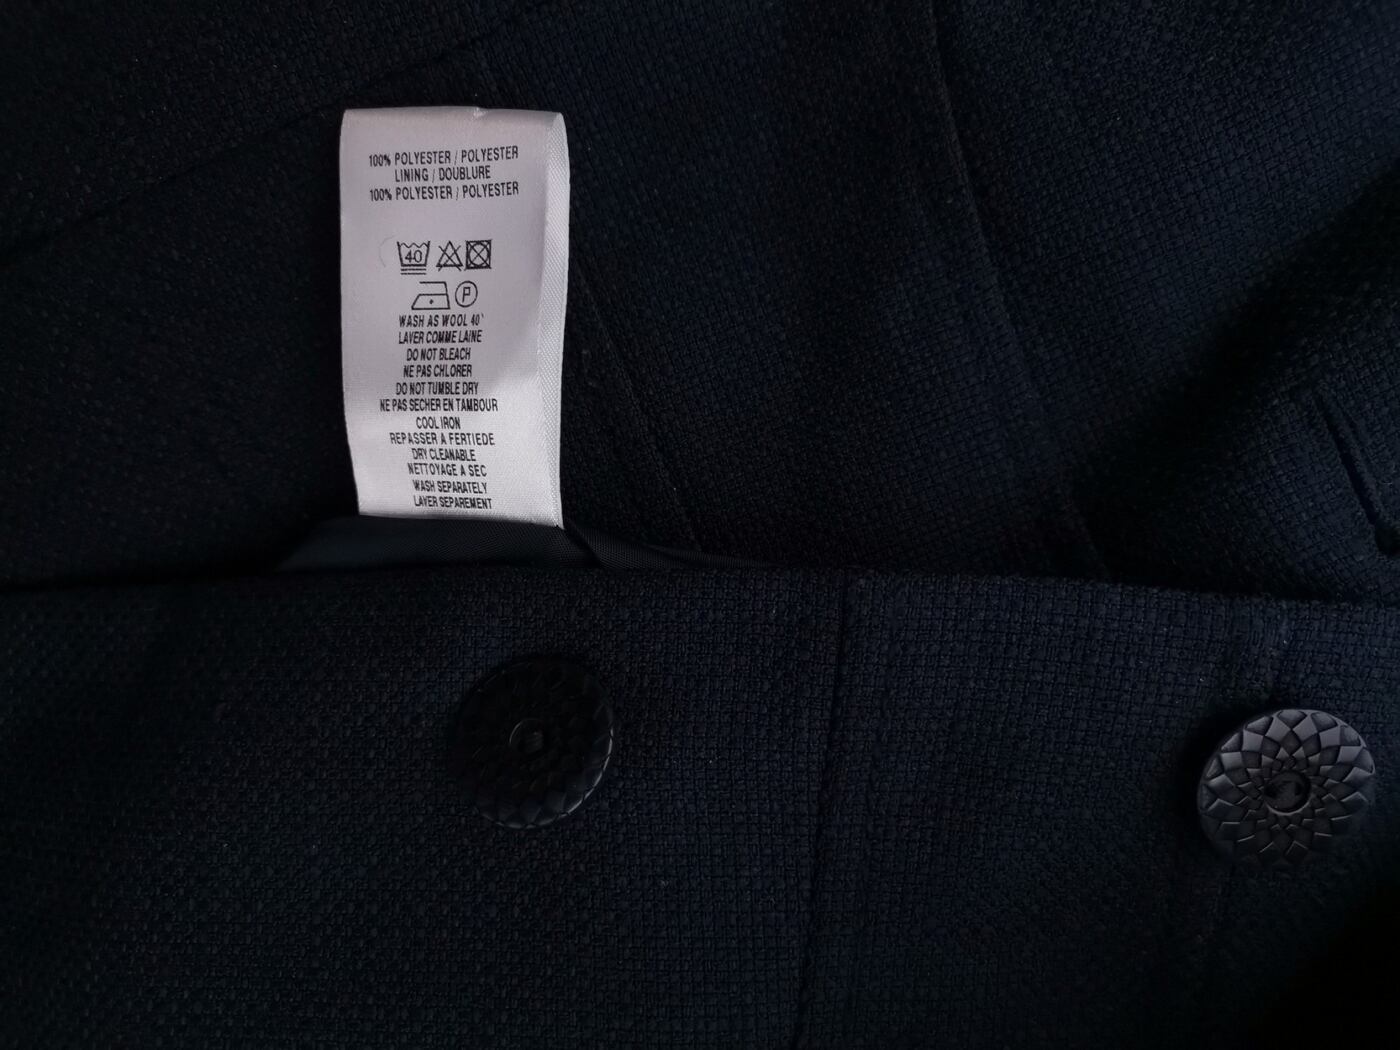 100% POLYESTER / POLYESTER
LINING / DOUBLURE
100% POLYESTER / POLYESTER
40
P
WASH AS WOOL 40'
LAVER COMME LAINE
DO NOT BLEACH
NE PAS CHLORER
DO NOT TUMBLE DRY
NE PAS SECHER EN TAMBOUR
COOL IRON
REPASSER A FERTIEDE
DRY CLEANABLE
NETTOYAGE A SEC
WASH SEPARATELY
LAVER SEPAREMENT